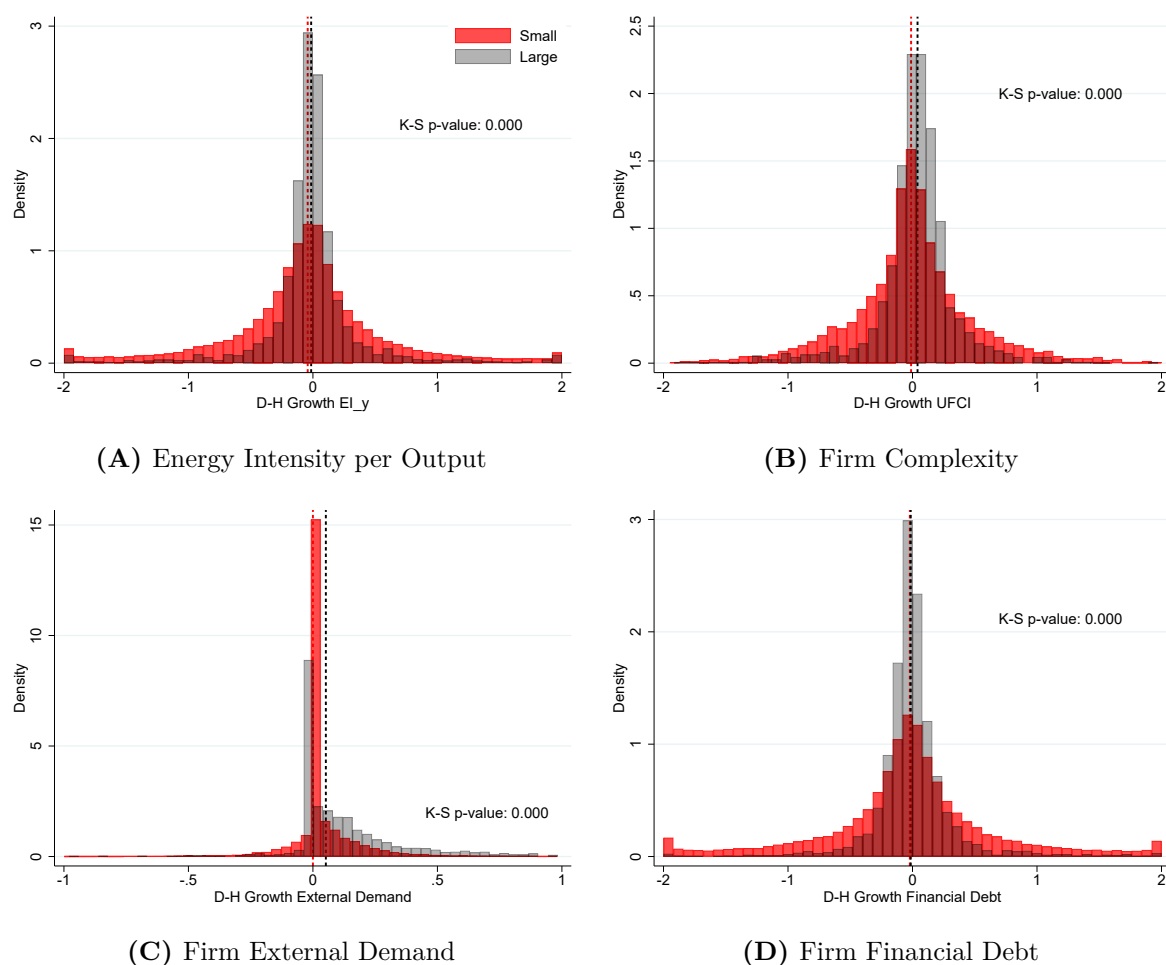 Small
Large
K-S p-value: 0.000
Density
0
1
2
3
-2
-1
0
1
2
D-H Growth EI_y
(A) Energy Intensity per Output
K-S p-value: 0.000
Density
0
.5
1
1.5
2
2.5
-2
-1
0
1
2
D-H Growth UFCI
(B) Firm Complexity
K-S p-value: 0.000
Density
0
5
10
15
-1
-.5
0
.5
1
D-H Growth External Demand
(C) Firm External Demand
K-S p-value: 0.000
Density
0
1
2
3
-2
-1
0
1
2
D-H Growth Financial Debt
(D) Firm Financial Debt